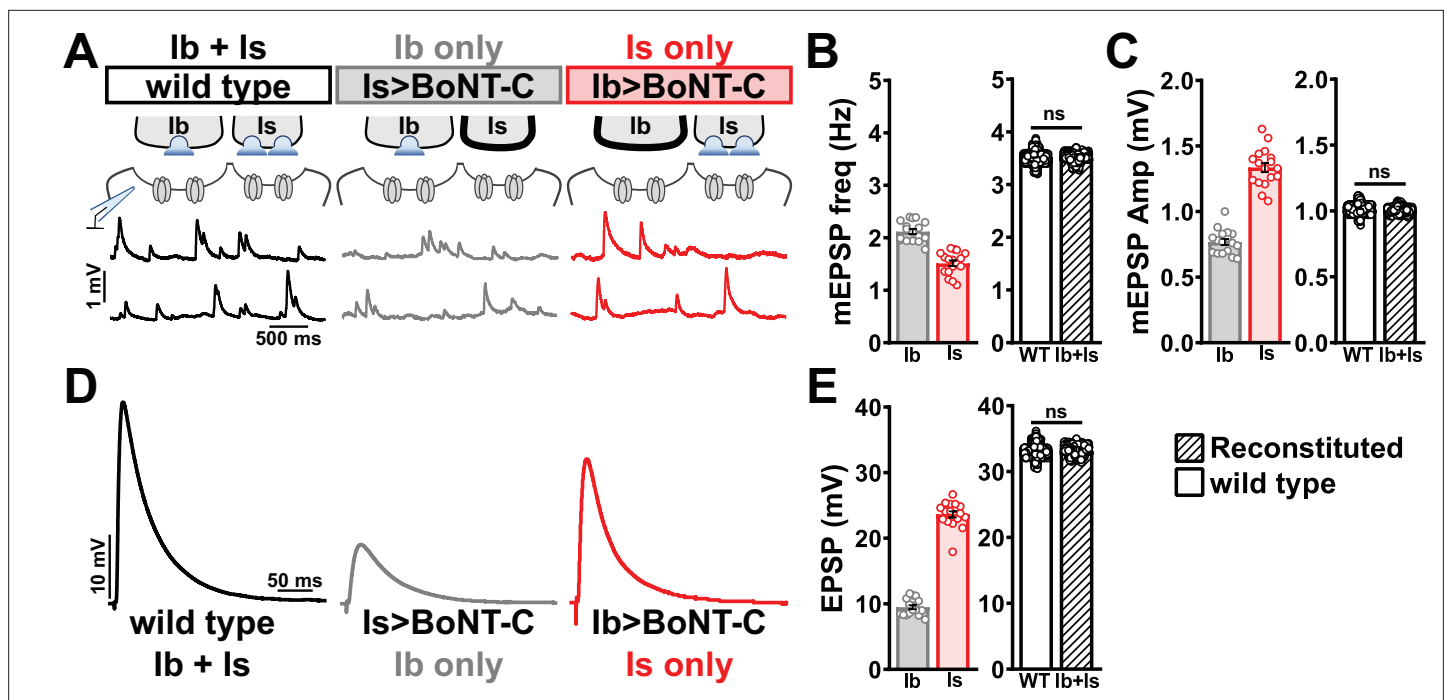 A
Ib + Is
Ib only
Is only
wild type
Is>BoNT-C
Ib>BoNT-C
Ib
Is
Ib
Is
Ib
Is
1 mV
500 ms
B
mEPSP freq (Hz)
5
4
3
2
1
0
Ib
Is
5
4
3
2
1
0
ns
WT
Ib+Is
C
mEPSP Amp (mV)
2.0
1.5
1.0
0.5
0.0
Ib
Is
2.0
1.5
1.0
0.5
0.0
ns
WT
Ib+Is
D
10 mV
50 ms
wild type
Is>BoNT-C
Ib>BoNT-C
Ib + Is
Ib only
Is only
E
EPSP (mV)
40
30
20
10
0
Ib
Is
40
30
20
10
0
ns
WT
Ib+Is
Reconstituted
wild type